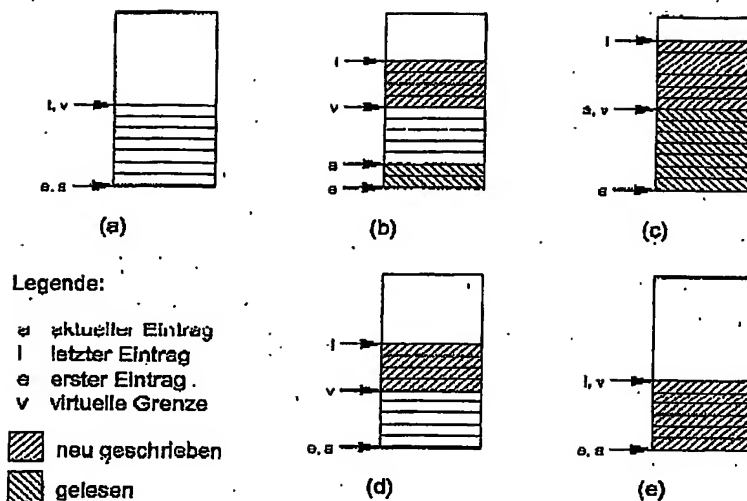 l
l
l, v
v
a, v
a
e, a
e
e
(a)
(b)
(c)
Legende:
a aktueller Eintrag
l letzter Eintrag
e erster Eintrag
v virtuelle Grenze
neu geschrieben
gelesen
l
v
e, a
l, v
e, a
(d)
(e)